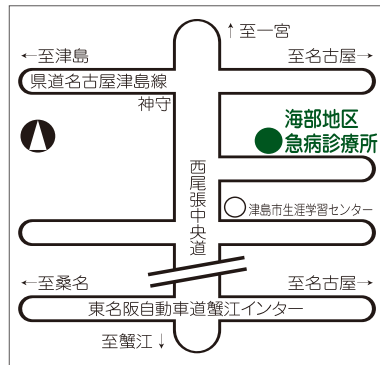 ↑至一宮
←至津島
至名古屋→
県道名古屋津島線
神守
海部地区
急病診療所
西尾張中央道
津島市生涯学習センター
←至桑名
至名古屋→
東名阪自動車道蟹江インター
至蟹江↓